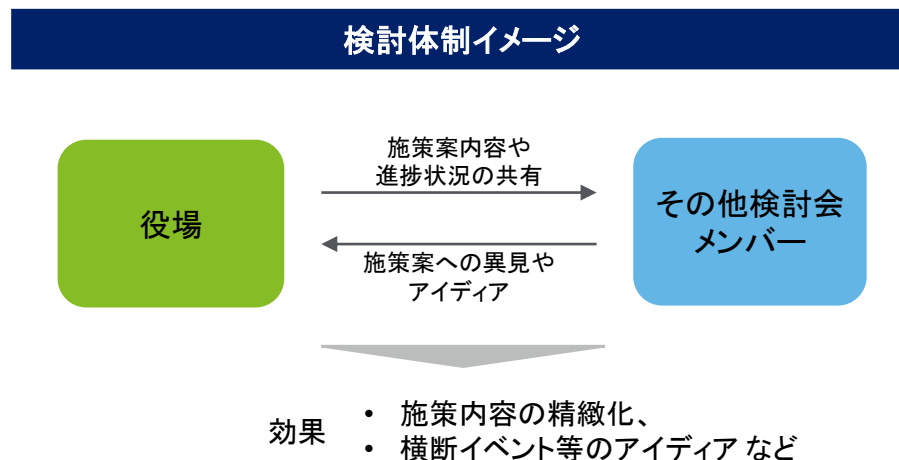 検討体制イメージ
役場
施策案内容や
進捗状況の共有
施策案への異見や
アイディア
その他検討会
メンバー
効果
• 施策内容の精緻化、
• 横断イベント等のアイディア など